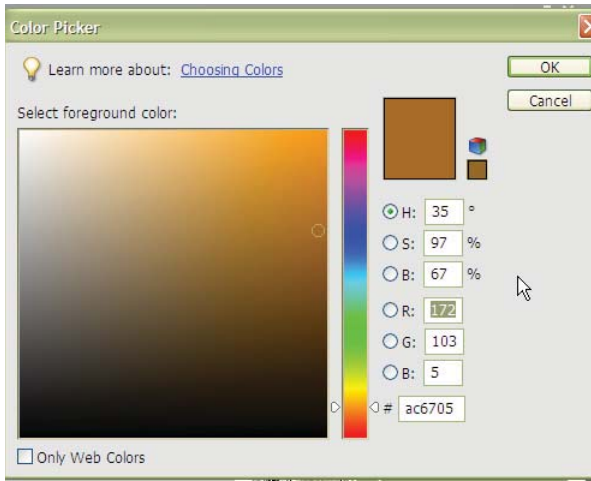 Color Picker
Learn more about: Choosing Colors
OK
Cancel
Select foreground color:
H: 35 °
S: 97 %
B: 67 %
R: 172
G: 103
B: 5
# ac6705
Only Web Colors